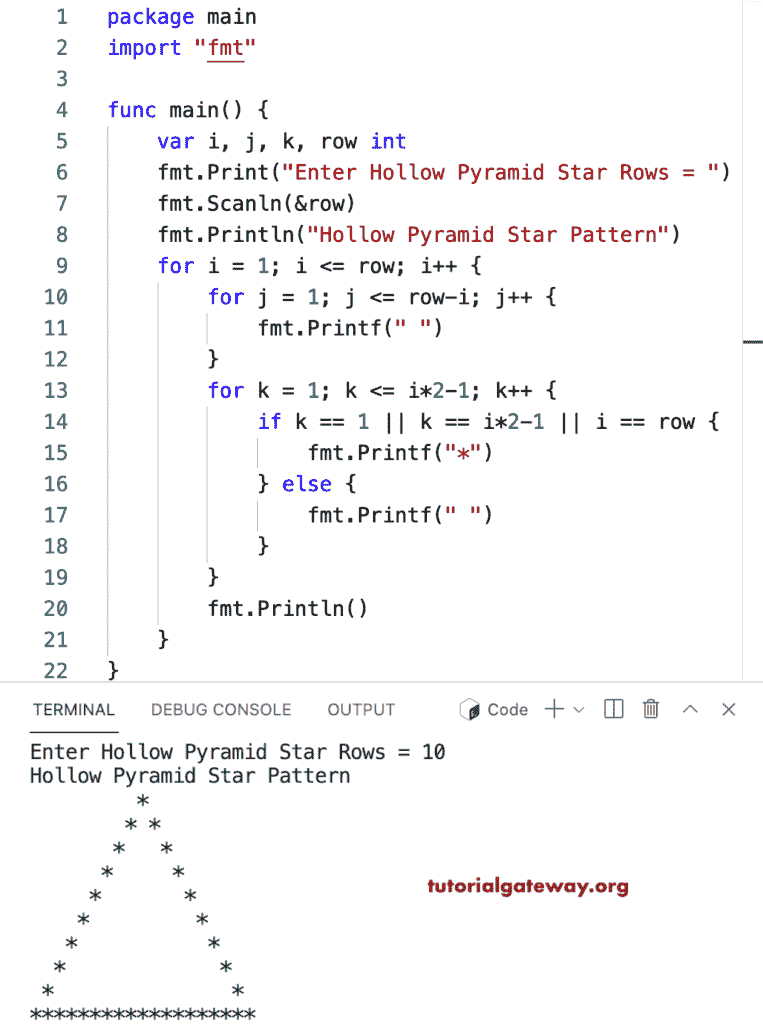 1 package main
2 import "fmt"
3
4 func main() {
5     var i, j, k, row int
6     fmt.Print("Enter Hollow Pyramid Star Rows = ")
7     fmt.Scanln(&row)
8     fmt.Println("Hollow Pyramid Star Pattern")
9     for i = 1; i <= row; i++ {
10         for j = 1; j <= row-i; j++ {
11             fmt.Printf(" ")
12         }
13         for k = 1; k <= i*2-1; k++ {
14             if k == 1 || k == i*2-1 || i == row {
15                 fmt.Printf("*")
16             } else {
17                 fmt.Printf(" ")
18             }
19         }
20         fmt.Println()
21     }
22 }
TERMINAL DEBUG CONSOLE OUTPUT Code
Enter Hollow Pyramid Star Rows = 10
Hollow Pyramid Star Pattern
         *
        * *
       *   *
      *     *
     *       *
    *         *
   *           *
  *             *
 *               *
*******************
tutorialgateway.org